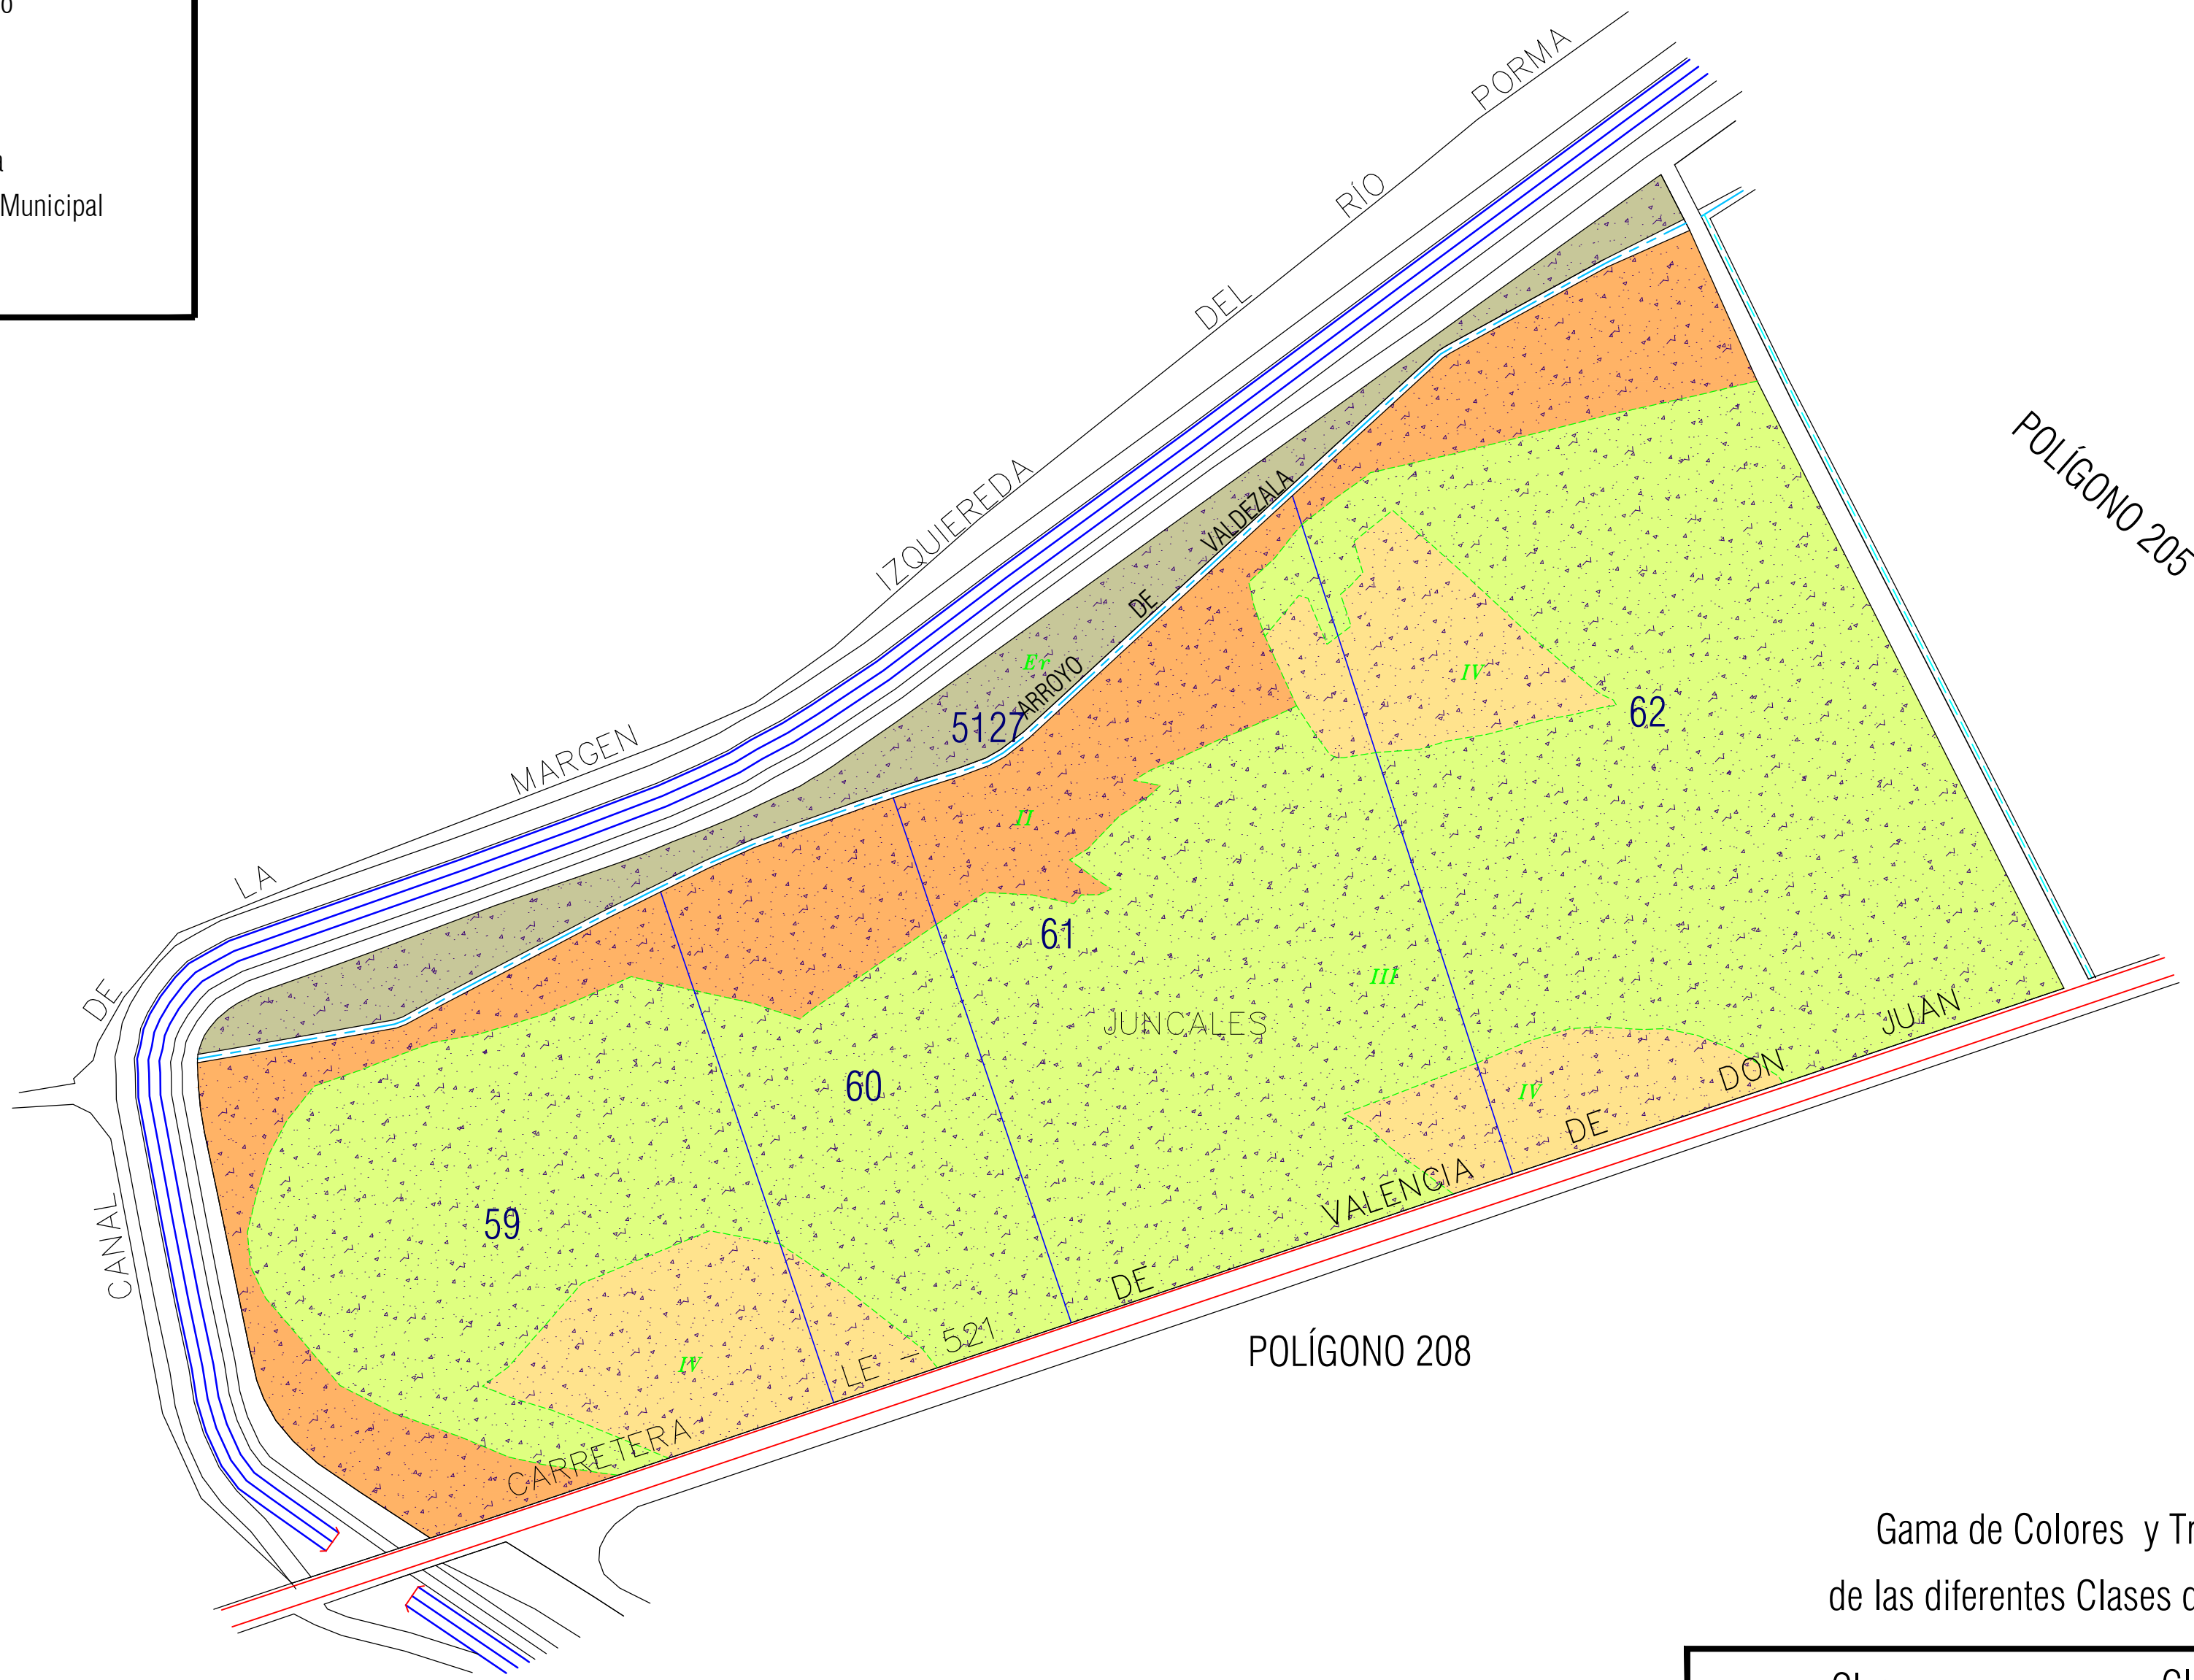 Municipal
CANAL DE LA MARGEN IZQUIEREDA DEL RÍO PORMA
POLÍGONO 205
ARROYO DE VALDEZALA
Er
5127
IV
62
II
61
III
JUNCALES
60
IV
59
IV
CARRETERA LE - 521 DE VALENCIA DE DON JUAN
POLÍGONO 208
Gama de Colores y Tr
de las diferentes Clases